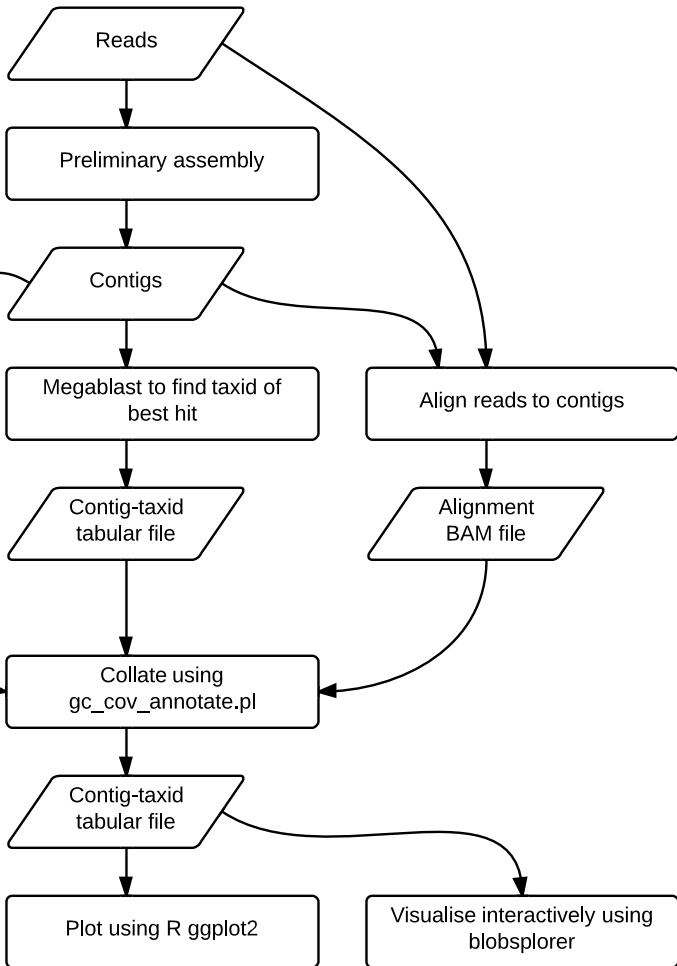 Reads
Preliminary assembly
Contigs
Megablast to find taxid of
best hit
Align reads to contigs
Contig-taxid
tabular file
Alignment
BAM file
Collate using
gc_cov_annotate.pl
Contig-taxid
tabular file
Plot using R ggplot2
Visualise interactively using
blobsplorer